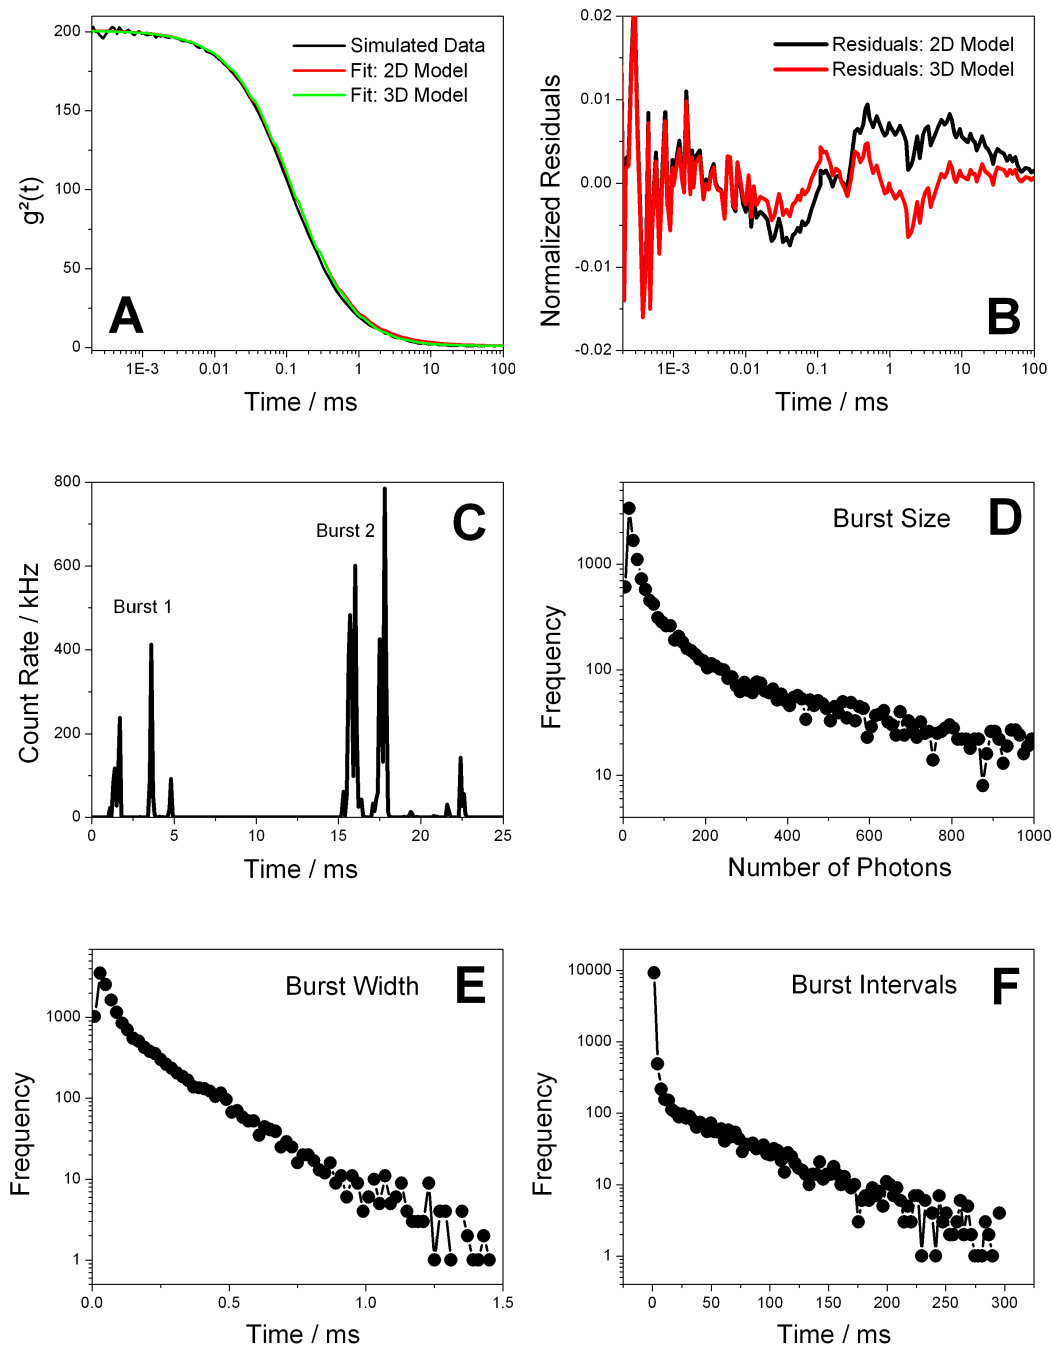 200
150
100
50
0
g²(t)
Simulated Data
Fit: 2D Model
Fit: 3D Model
A
1E-3 0.01 0.1 1 10 100
Time / ms
0.02
0.01
0.00
-0.01
-0.02
Normalized Residuals
Residuals: 2D Model
Residuals: 3D Model
B
1E-3 0.01 0.1 1 10 100
Time / ms
800
600
400
200
0
Count Rate / kHz
Burst 1
Burst 2
C
0 5 10 15 20 25
Time / ms
1000
100
10
Frequency
Burst Size
D
0 200 400 600 800 1000
Number of Photons
1000
100
10
1
Frequency
Burst Width
E
0.0 0.5 1.0 1.5
Time / ms
10000
1000
100
10
1
Frequency
Burst Intervals
F
0 50 100 150 200 250 300
Time / ms